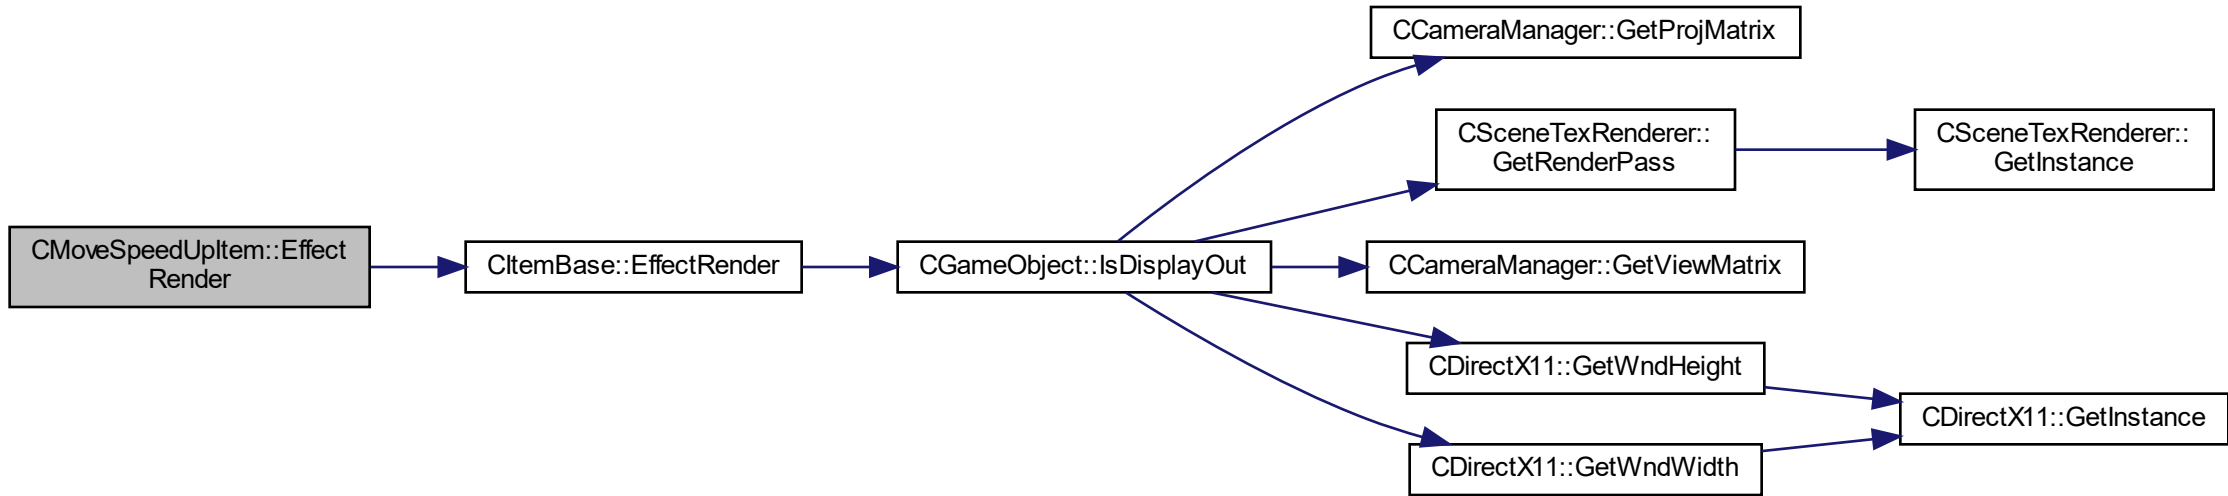 CMoveSpeedUpItem::Effect
Render
CItemBase::EffectRender
CGameObject::IsDisplayOut
CCameraManager::GetProjMatrix
CSceneTexRenderer::
GetRenderPass
CSceneTexRenderer::
GetInstance
CCameraManager::GetViewMatrix
CDirectX11::GetWndHeight
CDirectX11::GetWndWidth
CDirectX11::GetInstance